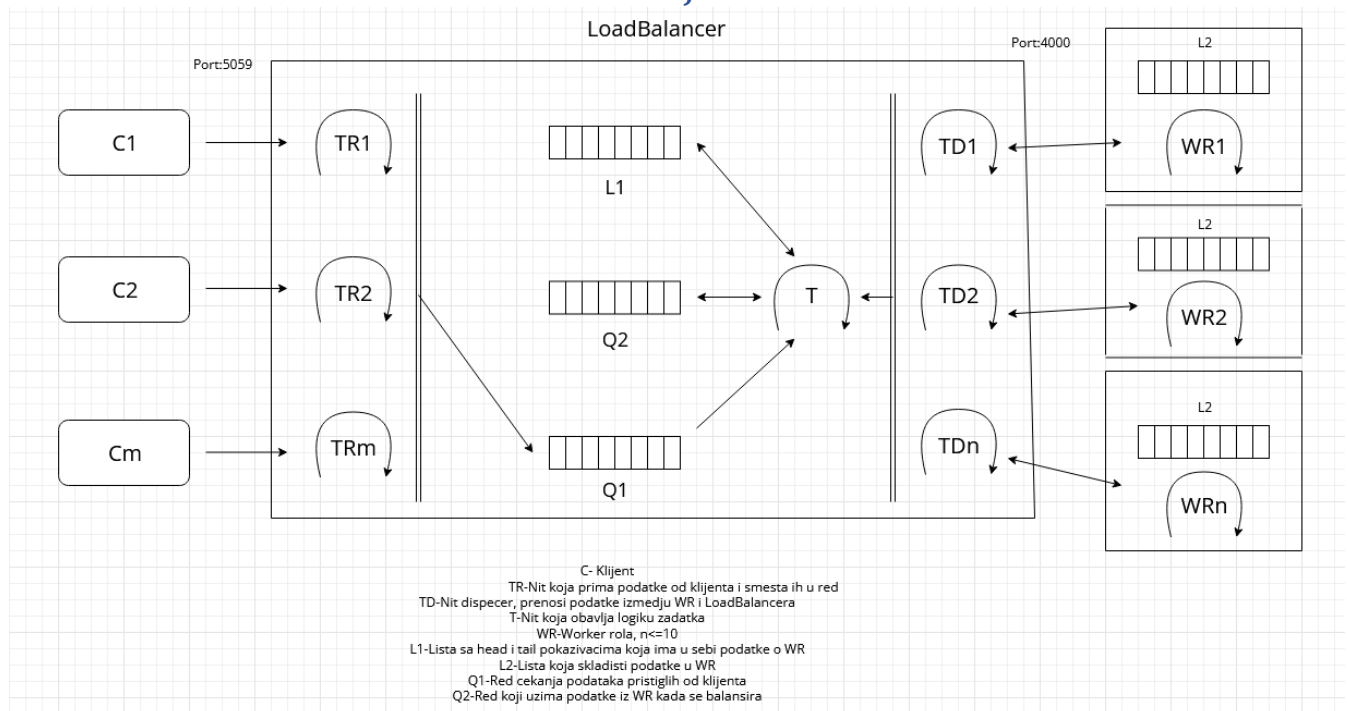 LoadBalancer
Port:5059
Port:4000
L2
C1
TR1
L1
TD1
WR1
L2
C2
TR2
Q2
T
TD2
WR2
L2
Cm
TRm
Q1
TDn
WRn
C- Klijent
TR-Nit koja prima podatke od klijenta i smesta ih u red
TD-Nit dispecer, prenosi podatke izmedju WR i LoadBalancera
T-Nit koja obavlja logiku zadatka
WR-Worker rola, n<=10
L1-Lista sa head i tail pokazivacima koja ima u sebi podatke o WR
L2-Lista koja skladisti podatke u WR
Q1-Red cekanja podataka pristiglih od klijenta
Q2-Red koji uzima podatke iz WR kada se balansira